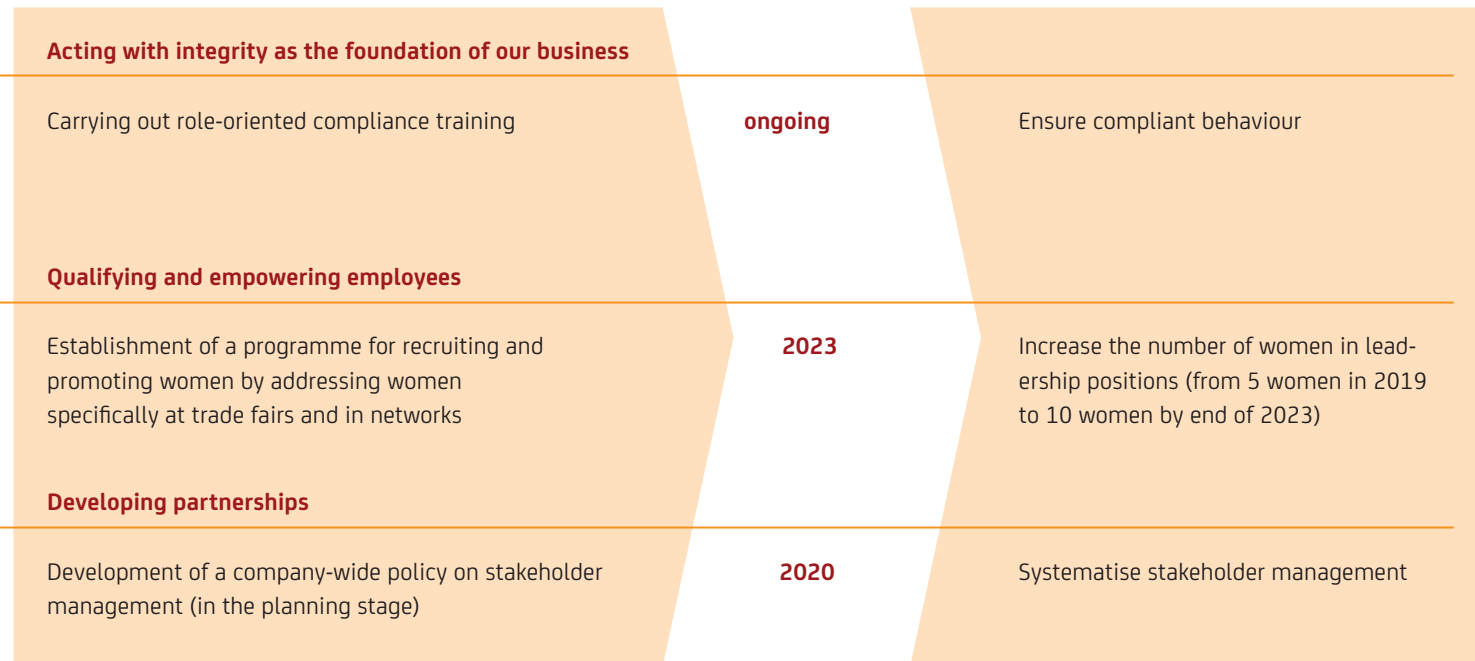 Acting with integrity as the foundation of our business
Carrying out role-oriented compliance training
ongoing
Ensure compliant behaviour
Qualifying and empowering employees
Establishment of a programme for recruiting and
promoting women by addressing women
specifically at trade fairs and in networks
2023
Increase the number of women in lead-
ership positions (from 5 women in 2019
to 10 women by end of 2023)
Developing partnerships
Development of a company-wide policy on stakeholder
management (in the planning stage)
2020
Systematise stakeholder management